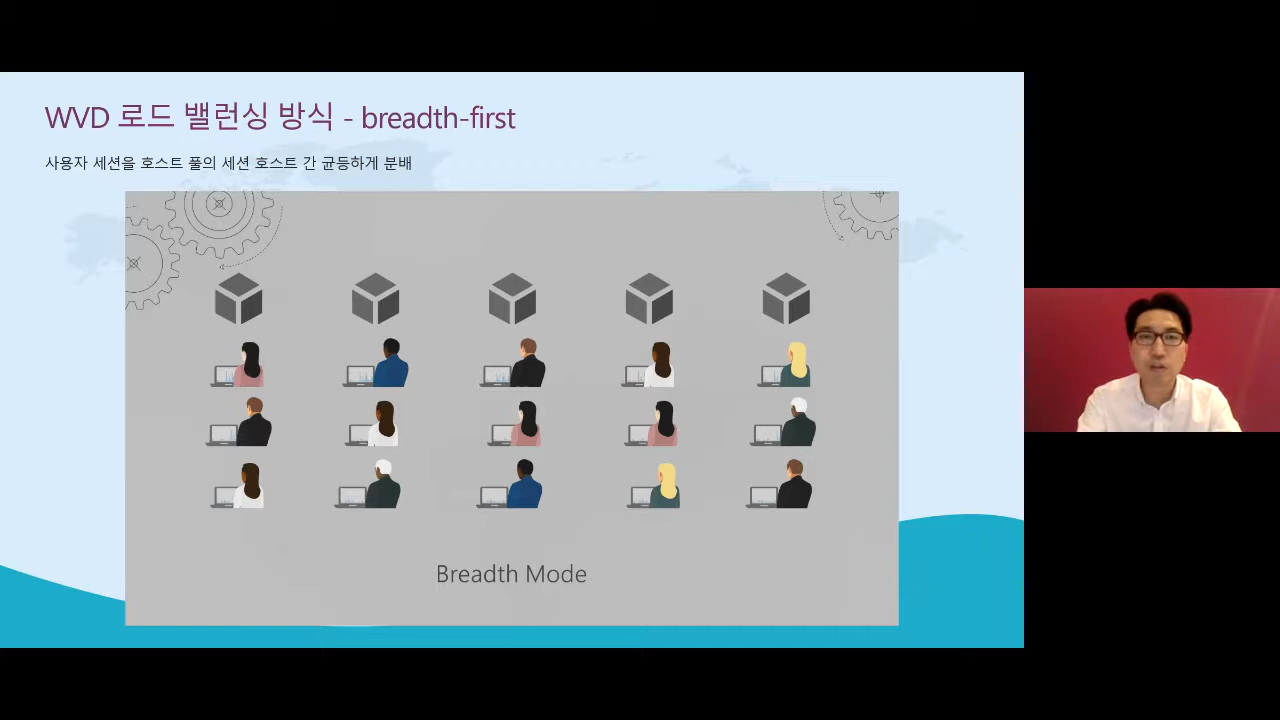 WVD 로드 밸런싱 방식 - breadth-first
사용자 세션을 호스트 풀의 세션 호스트 간 균등하게 분배
Breadth Mode